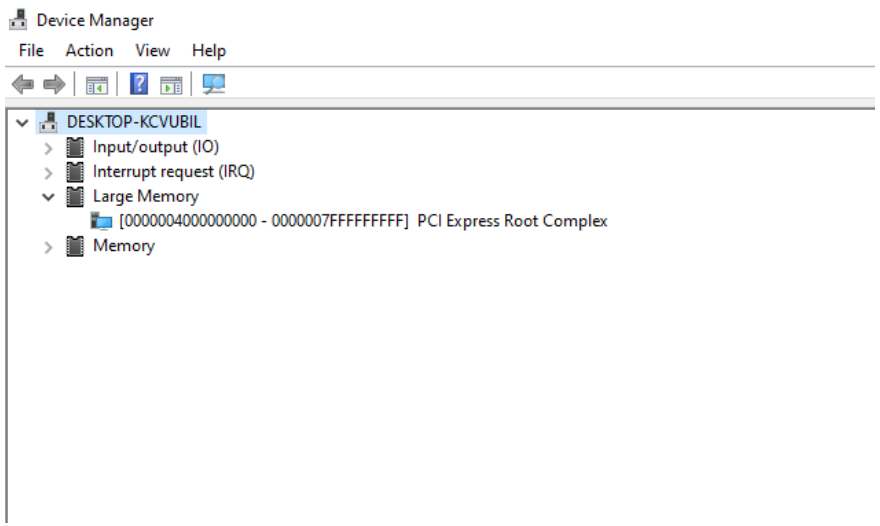 Device Manager
File Action View Help
DESKTOP-KCVUBIL
Input/output (IO)
Interrupt request (IRQ)
Large Memory
[0000004000000000 - 0000007FFFFFFFFF] PCI Express Root Complex
Memory